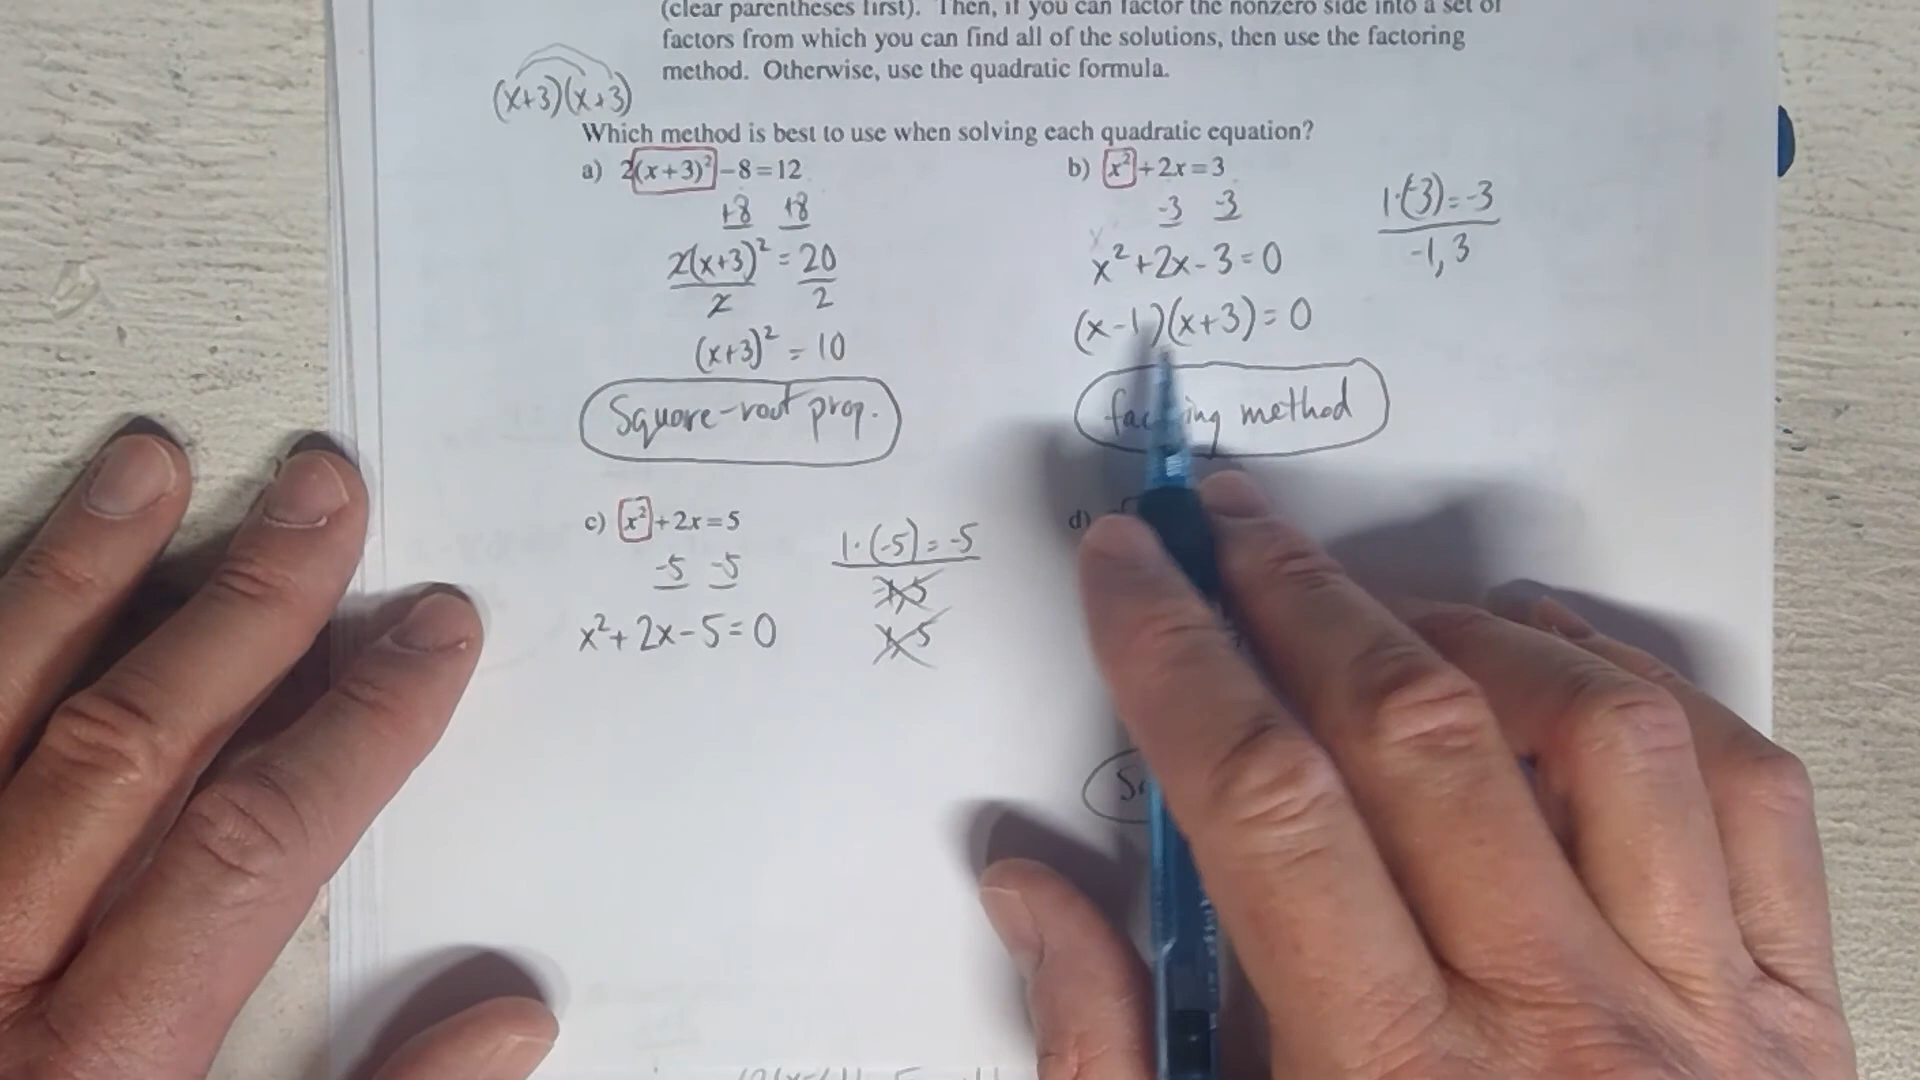 (clear parentheses first). Then, if you can factor the nonzero side into a set of
factors from which you can find all of the solutions, then use the factoring
method. Otherwise, use the quadratic formula.
(x+3)(x+3)
Which method is best to use when solving each quadratic equation?
a) 2(x+3)²-8=12
+8 +8
2(x+3)² = 20
2 2
(x+3)² = 10
Square-root prop.
b) x²+2x=3
-3 -3
x²+2x-3=0
(x-1)(x+3)=0
1·(-3)=-3
-1, 3
method
c) x²+2x=5
-5 -5
x²+2x-5=0
1·(-5)=-5
d)